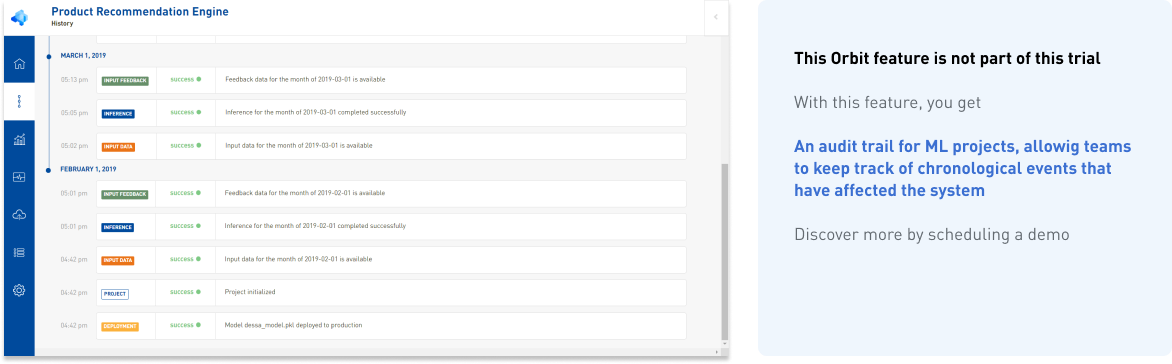 Product Recommendation Engine
History
MARCH 1, 2019
05:13 pm INPUT FEEDBACK success Feedback data for the month of 2019-03-01 is available
05:05 pm INFERENCE success Inference for the month of 2019-03-01 completed successfully
05:02 pm INPUT DATA success Input data for the month of 2019-03-01 is available
FEBRUARY 1, 2019
05:01 pm INPUT FEEDBACK success Feedback data for the month of 2019-02-01 is available
05:01 pm INFERENCE success Inference for the month of 2019-02-01 completed successfully
04:42 pm INPUT DATA success Input data for the month of 2019-02-01 is available
04:42 pm PROJECT success Project initialized
04:42 pm DEPLOYMENT success Model dessa_model.pkl deployed to production
This Orbit feature is not part of this trial
With this feature, you get
An audit trail for ML projects, allowig teams
to keep track of chronological events that
have affected the system
Discover more by scheduling a demo